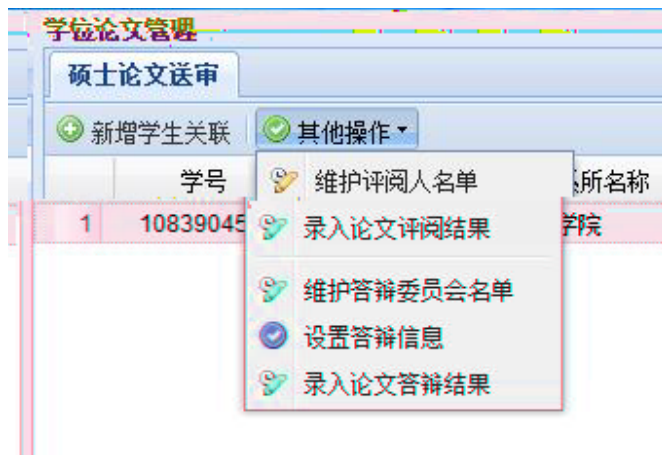 学位论文管理
硕士论文送审
新增学生关联 其他操作
学号 所名称
1 10839045 学院
维护评阅人名单
录入论文评阅结果
维护答辩委员会名单
设置答辩信息
录入论文答辩结果